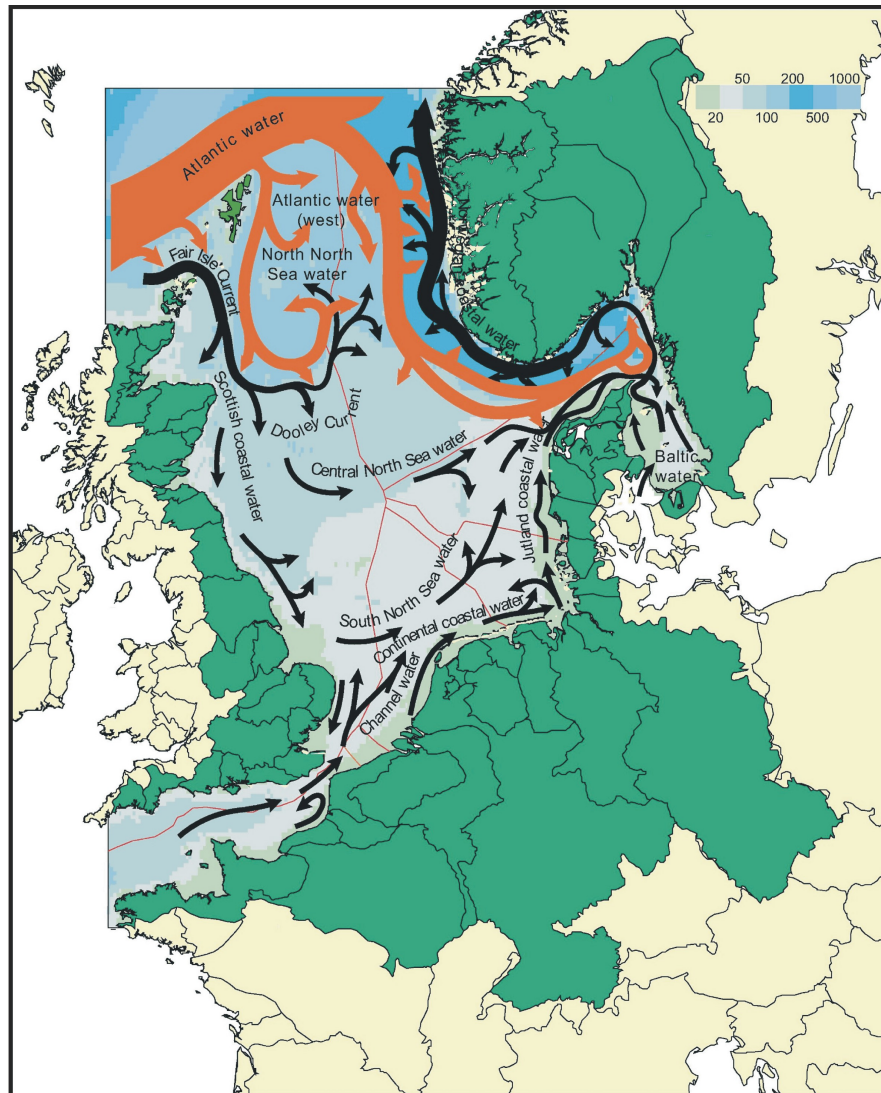 50 200 1000
20 100 500
Atlantic water
Atlantic water
(west)
North North
Sea water
Fair Isle' Current
Norwegian coastal water
Scottish coastal water
Dooley Current
Central North Sea water
Jutland coastal water
Baltic
water
South North Sea water
Continental coastal water
Channel water